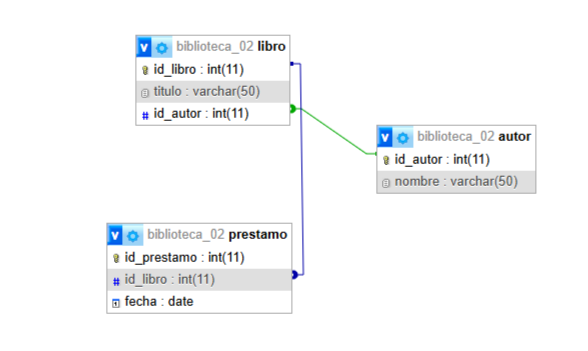 biblioteca_02 libro
id_libro : int(11)
titulo : varchar(50)
# id_autor : int(11)
biblioteca_02 autor
id_autor : int(11)
nombre : varchar(50)
biblioteca_02 prestamo
id_prestamo : int(11)
# id_libro : int(11)
fecha : date